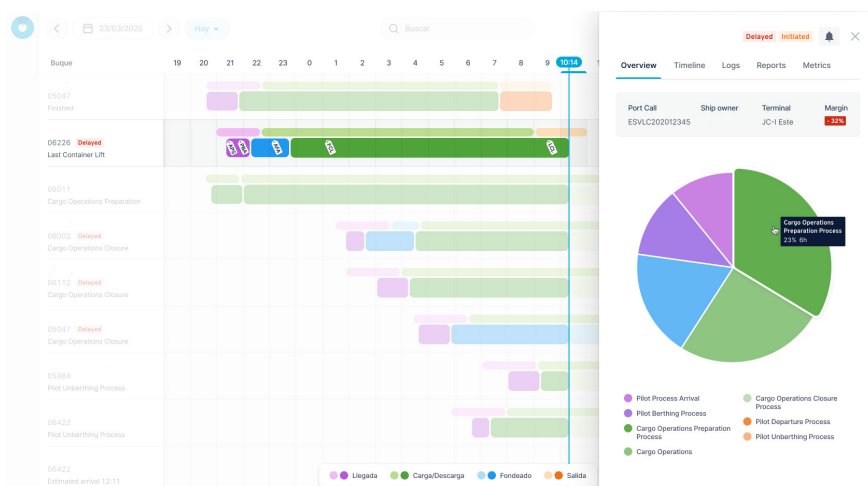 23/03/2020
Hoy
Buscar
Delayed Initiated
Buque
19 20 21 22 23 0 1 2 3 4 5 6 7 8 9 10:14 1
Overview Timeline Logs Reports Metrics
Port Call Ship owner Terminal Margin
ESVLC202012345 JC-I Este - 32%
05047
Finished
06226 Delayed
Last Container Lift
06011
Cargo Operations Preparation
06002 Delayed
Cargo Operations Closure
06112 Delayed
Cargo Operations Closure
05047 Delayed
Cargo Operations Closure
05984
Pilot Unberthing Process
06422
Pilot Unberthing Process
06422
Estimated arrival 12:11
Cargo Operations
Preparation Process
23% 6h
Pilot Process Arrival
Pilot Berthing Process
Cargo Operations Preparation
Process
Cargo Operations
Cargo Operations Closure
Process
Pilot Departure Process
Pilot Unberthing Process
Llegada Carga/Descarga Fondeado Salida